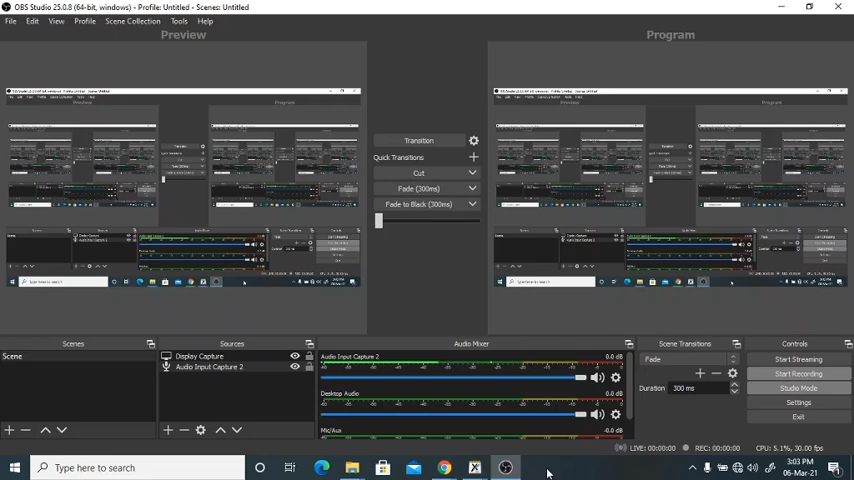 OBS Studio 25.0.8 (64-bit, windows) - Profile: Untitled - Scenes: Untitled
File Edit View Profile Scene Collection Tools Help
Preview
Program
Transition
Quick Transitions
Cut
Fade (300ms)
Fade to Black (300ms)
Scenes
Scene
Sources
Display Capture
Audio Input Capture 2
Audio Mixer
Audio Input Capture 2 0.0 dB
Desktop Audio 0.0 dB
Mic/Aux -0.0 dB
Scene Transitions
Fade
Duration 300 ms
Controls
Start Streaming
Start Recording
Studio Mode
Settings
Exit
LIVE: 00:00:00 REC: 00:00:00 CPU: 5.1%, 30.00 fps
Type here to search
3:03 PM
06-Mar-21
1